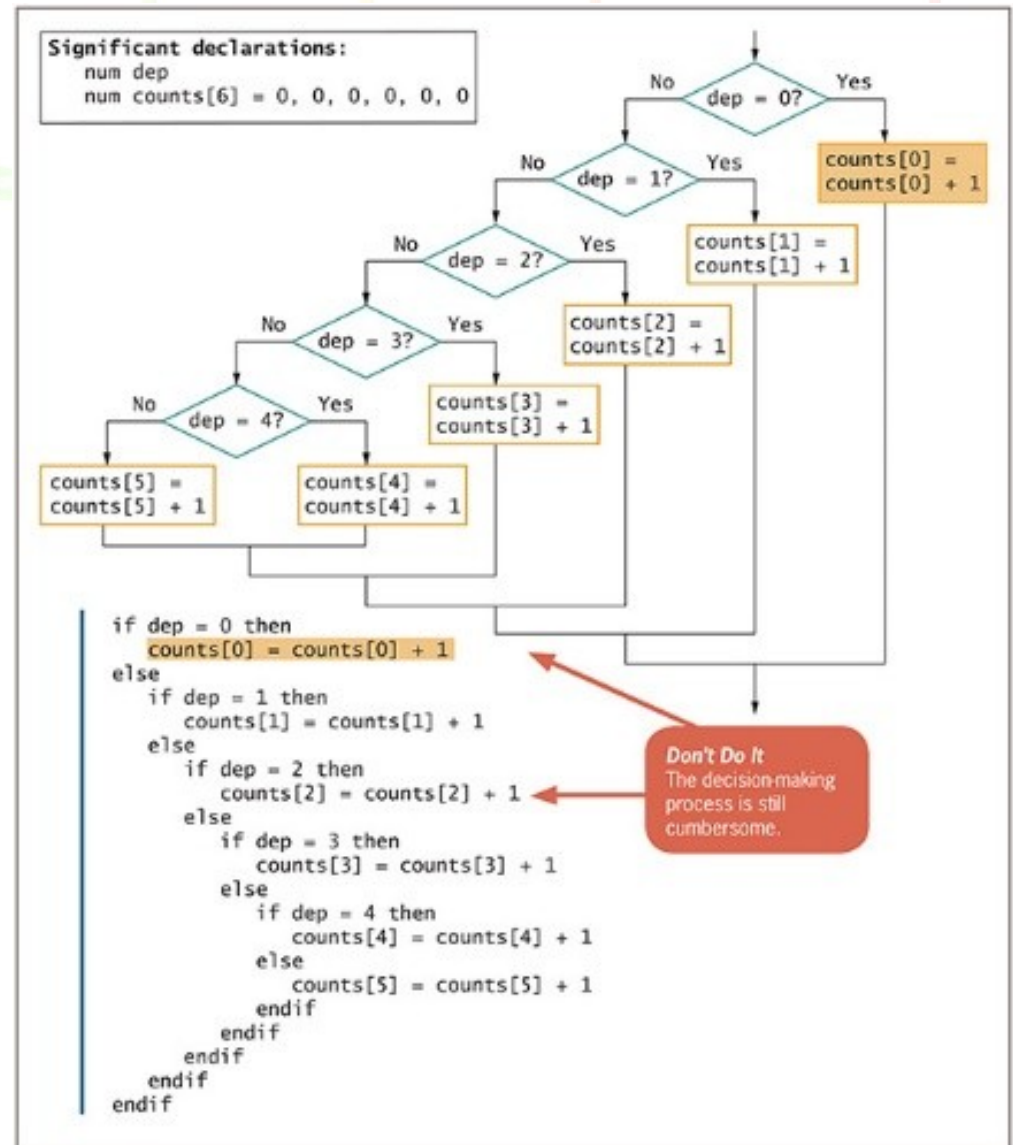 Significant declarations:
num dep
num counts[6] = 0, 0, 0, 0, 0, 0
No
dep = 0?
Yes
counts[0] =
counts[0] + 1
No
dep = 1?
Yes
counts[1] =
counts[1] + 1
No
dep = 2?
Yes
counts[2] =
counts[2] + 1
No
dep = 3?
Yes
counts[3] =
counts[3] + 1
No
dep = 4?
Yes
counts[5] =
counts[5] + 1
counts[4] =
counts[4] + 1
if dep = 0 then
counts[0] = counts[0] + 1
else
if dep = 1 then
counts[1] = counts[1] + 1
else
if dep = 2 then
counts[2] = counts[2] + 1
else
if dep = 3 then
counts[3] = counts[3] + 1
else
if dep = 4 then
counts[4] = counts[4] + 1
else
counts[5] = counts[5] + 1
endif
endif
endif
endif
endif
Don't Do It
The decision-making
process is still
cumbersome.